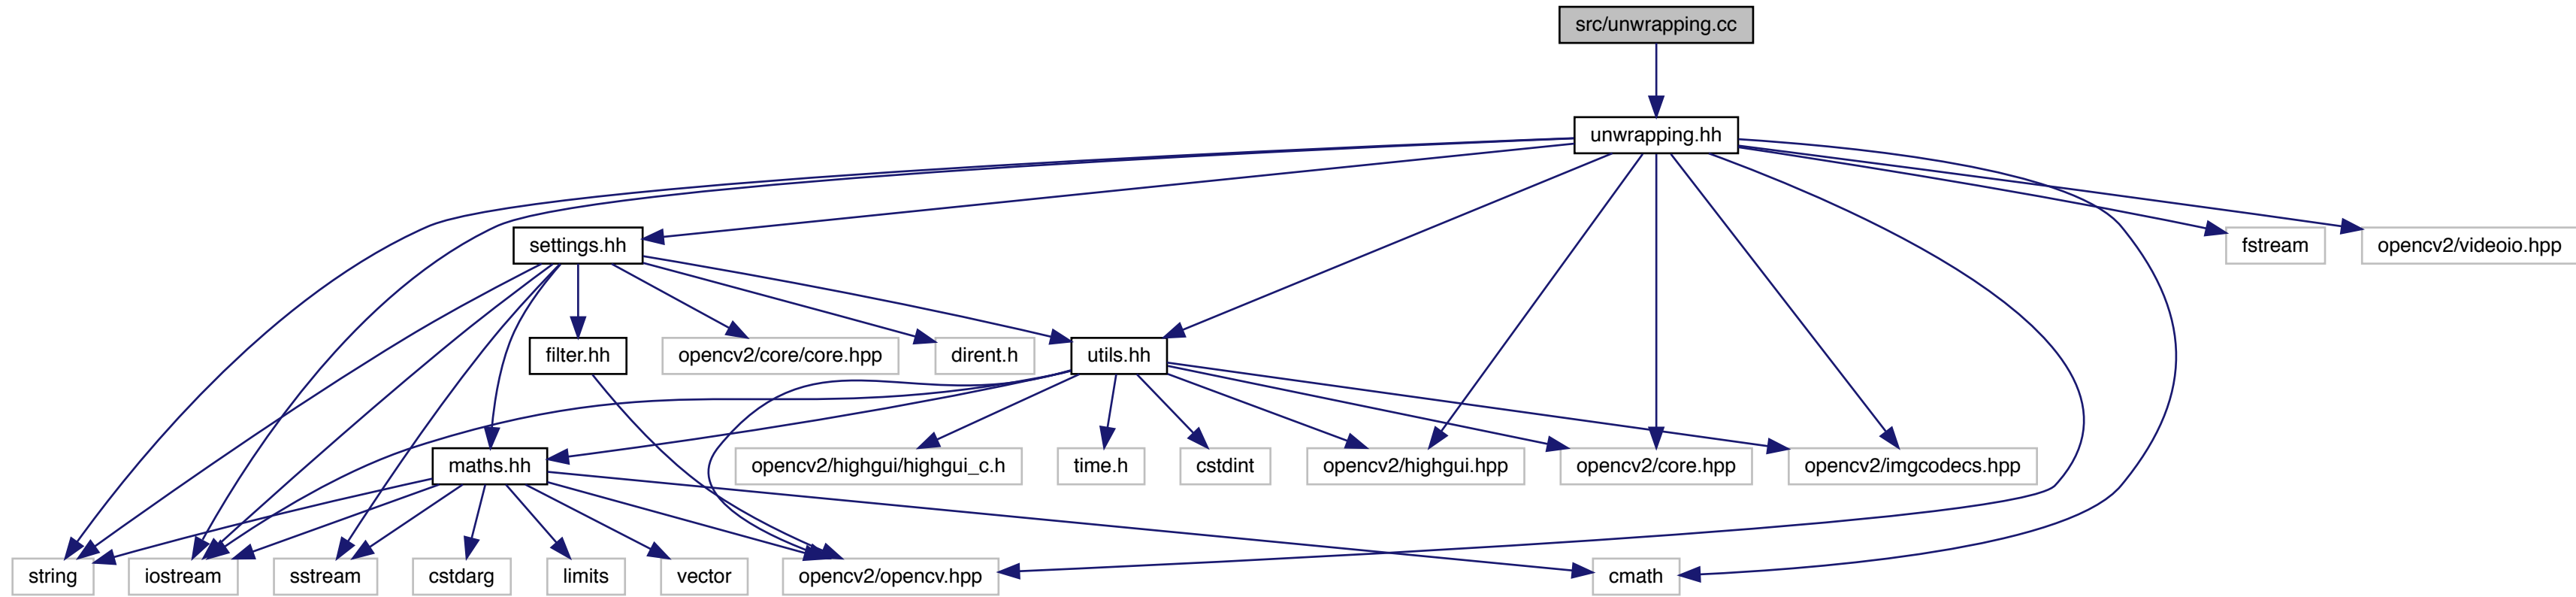 src/unwrapping.cc
unwrapping.hh
settings.hh
fstream
opencv2/videoio.hpp
filter.hh
opencv2/core/core.hpp
dirent.h
utils.hh
maths.hh
opencv2/highgui/highgui_c.h
time.h
cstdint
opencv2/highgui.hpp
opencv2/core.hpp
opencv2/imgcodecs.hpp
string
iostream
sstream
cstdarg
limits
vector
opencv2/opencv.hpp
cmath